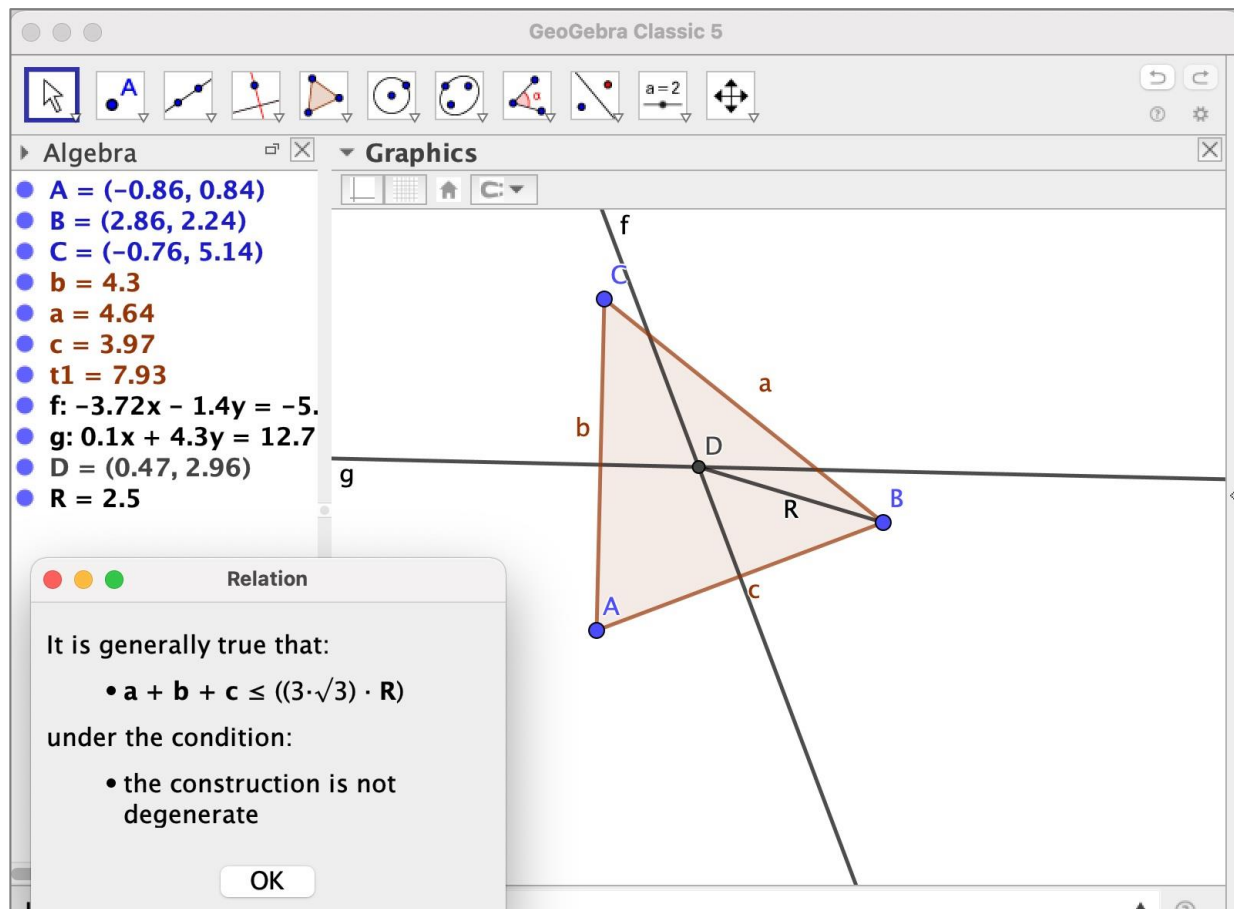 GeoGebra Classic 5
A
α
a=2
Algebra
Graphics
A = (−0.86, 0.84)
B = (2.86, 2.24)
C = (−0.76, 5.14)
b = 4.3
a = 4.64
c = 3.97
t1 = 7.93
f: −3.72x − 1.4y = −5.
g: 0.1x + 4.3y = 12.7
D = (0.47, 2.96)
R = 2.5
f
C
a
b
D
g
B
R
c
A
Relation
It is generally true that:
• a + b + c ≤ ((3·√3) · R)
under the condition:
• the construction is not
degenerate
OK